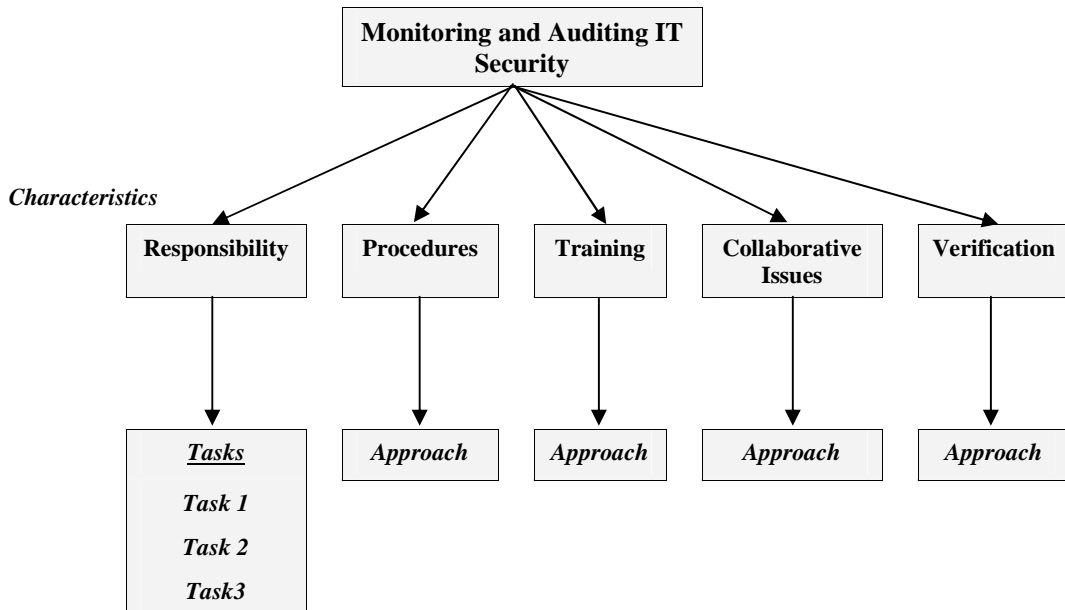 Monitoring and Auditing IT
Security
Characteristics
Responsibility
Procedures
Training
Collaborative
Issues
Verification
Tasks
Task 1
Task 2
Task3
Approach
Approach
Approach
Approach